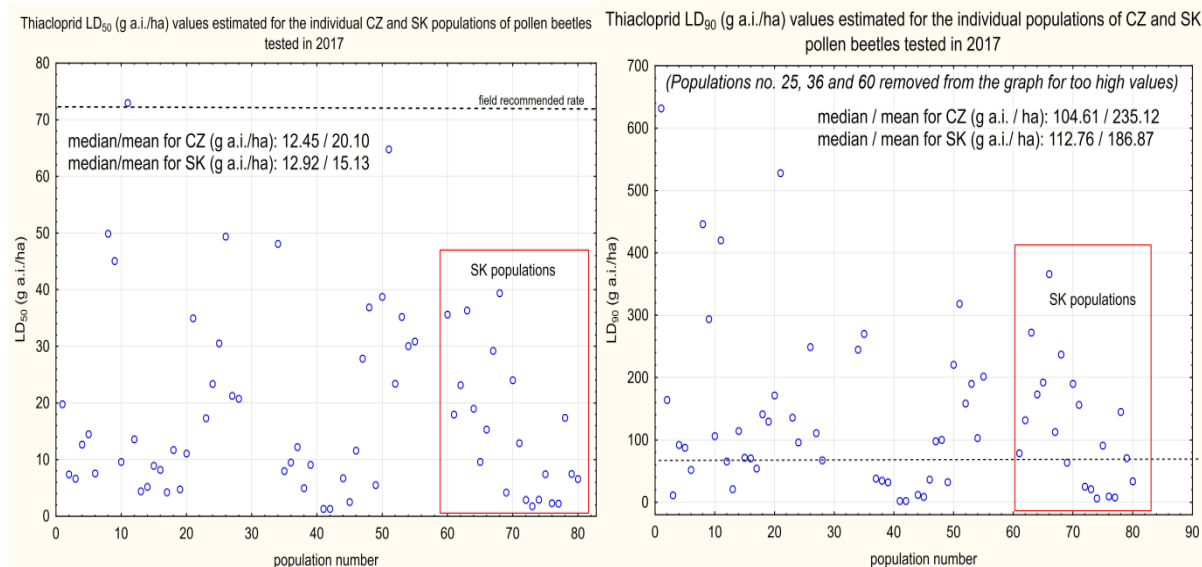 Thiacloprid LD50 (g a.i./ha) values estimated for the individual CZ and SK populations of pollen beetles
tested in 2017
80
70
60
50
40
30
20
10
0
LD50 (g a.i./ha)
field recommended rate
median/mean for CZ (g a.i./ha): 12.45 / 20.10
median/mean for SK (g a.i./ha): 12.92 / 15.13
SK populations
0 10 20 30 40 50 60 70 80
population number
Thiacloprid LD90 (g a.i./ha) values estimated for the individual populations of CZ and SK
pollen beetles tested in 2017
700
600
500
400
300
200
100
0
LD90 (g a.i./ha)
(Populations no. 25, 36 and 60 removed from the graph for too high values)
median / mean for CZ (g a.i. / ha): 104.61 / 235.12
median / mean for SK (g a.i./ ha): 112.76 / 186.87
SK populations
0 10 20 30 40 50 60 70 80 90
population number